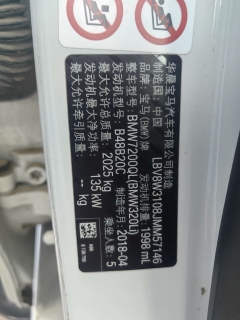 华晨宝马汽车有限公司制造
制造国：中国 LBV8W3108JMM57146
品牌：宝马(BMW)牌 发动机排量：1998 mL
整车型号：BMW7200QL(BMW320Li)
发动机型号：B48B20C 制造年月：2018-04
最大允许总质量：2025 kg 乘坐人数：5
发动机最大净功率：135 kW
最大允许牵引质量：-- kg